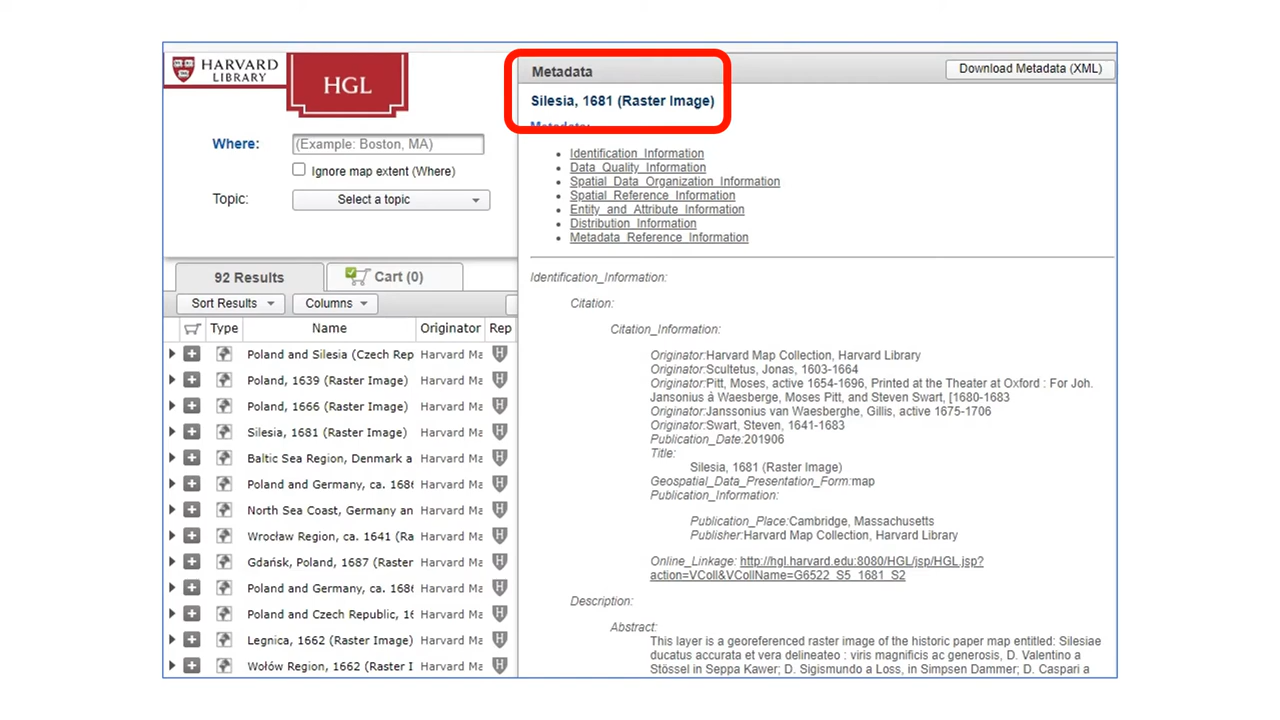 HARVARD
LIBRARY
HGL
Where:
(Example: Boston, MA)
Ignore map extent (Where)
Topic:
Select a topic
92 Results
Cart (0)
Sort Results
Columns
Type Name Originator Rep
Poland and Silesia (Czech Rep Harvard Ma
Poland, 1639 (Raster Image) Harvard Ma
Poland, 1666 (Raster Image) Harvard Ma
Silesia, 1681 (Raster Image) Harvard Ma
Baltic Sea Region, Denmark a Harvard Ma
Poland and Germany, ca. 1686 Harvard Ma
North Sea Coast, Germany an Harvard Ma
Wrocław Region, ca. 1641 (Ra Harvard Ma
Gdańsk, Poland, 1687 (Raster Harvard Ma
Poland and Germany, ca. 1686 Harvard Ma
Poland and Czech Republic, 16 Harvard Ma
Legnica, 1662 (Raster Image) Harvard Ma
Wołów Region, 1662 (Raster I Harvard Ma
Metadata
Download Metadata (XML)
Silesia, 1681 (Raster Image)
Metadata:
Identification_Information
Data_Quality_Information
Spatial_Data_Organization_Information
Spatial_Reference_Information
Entity_and_Attribute_Information
Distribution_Information
Metadata_Reference_Information
Identification_Information:
Citation:
Citation_Information:
Originator:Harvard Map Collection, Harvard Library
Originator:Scultetus, Jonas, 1603-1664
Originator:Pitt, Moses, active 1654-1696, Printed at the Theater at Oxford : For Joh.
Jansonius à Waesberge, Moses Pitt, and Steven Swart, [1680-1683
Originator:Janssonius van Waesberghe, Gillis, active 1675-1706
Originator:Swart, Steven, 1641-1683
Publication_Date:201906
Title:
Silesia, 1681 (Raster Image)
Geospatial_Data_Presentation_Form:map
Publication_Information:
Publication_Place:Cambridge, Massachusetts
Publisher:Harvard Map Collection, Harvard Library
Online_Linkage: http://hgl.harvard.edu:8080/HGL/jsp/HGL.jsp?
action=VColl&VCollName=G6522_S5_1681_S2
Description:
Abstract:
This layer is a georeferenced raster image of the historic paper map entitled: Silesiae
ducatus accurata et vera delineateo : viris magnificis ac generosis, D. Valentino a
Stössel in Seppa Kawer; D. Sigismundo a Loss, in Simpsen Dammer; D. Caspari a